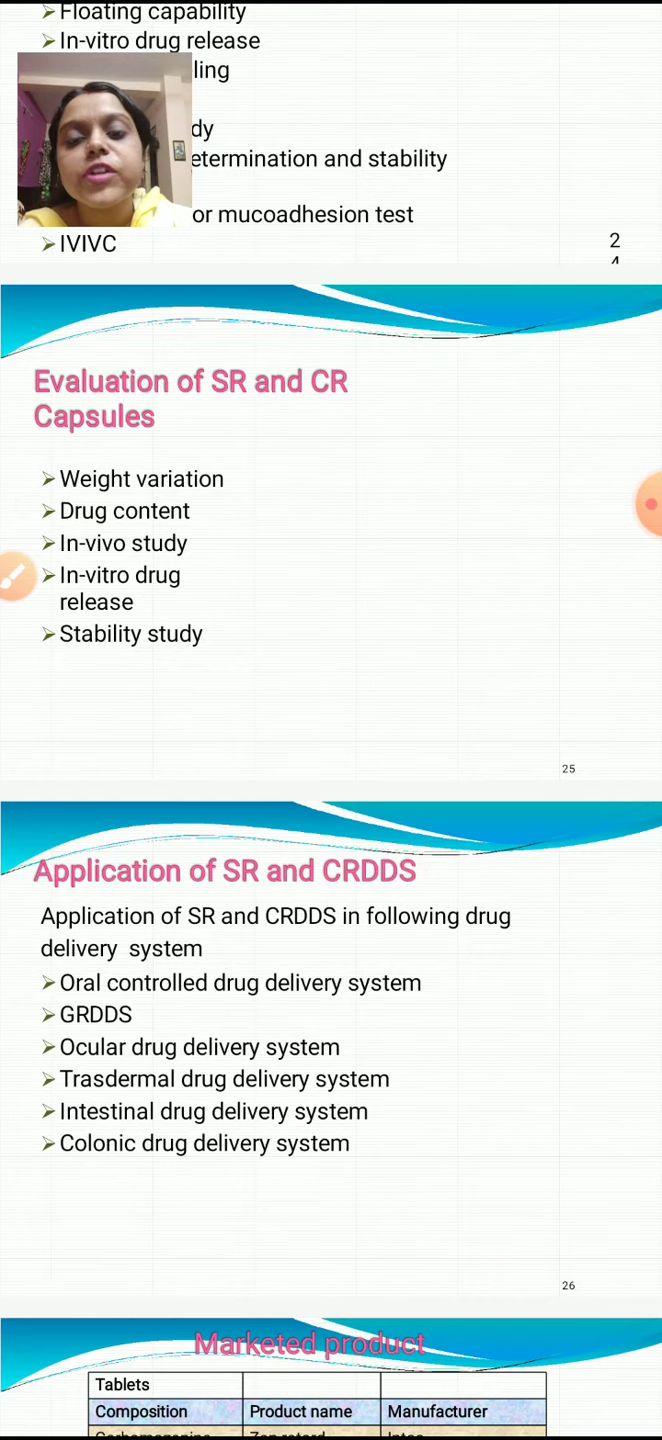 ➢Floating capability
➢In-vitro drug release
ling
dy
etermination and stability
or mucoadhesion test
➢IVIVC
2
Evaluation of SR and CR
Capsules
➢Weight variation
➢Drug content
➢In-vivo study
➢In-vitro drug
release
➢Stability study
25
Application of SR and CRDDS
Application of SR and CRDDS in following drug
delivery system
➢Oral controlled drug delivery system
➢GRDDS
➢Ocular drug delivery system
➢Trasdermal drug delivery system
➢Intestinal drug delivery system
➢Colonic drug delivery system
26
Marketed product
Tablets
Composition Product name Manufacturer